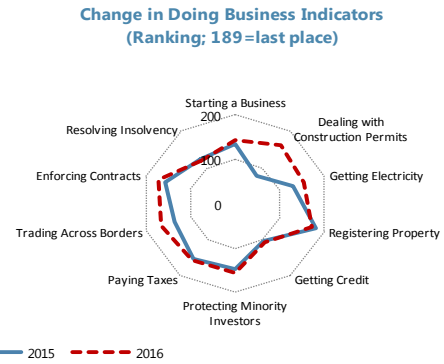 Change in Doing Business Indicators
(Ranking; 189=last place)
Starting a Business
Dealing with
Construction Permits
Getting Electricity
Registering Property
Getting Credit
Protecting Minority
Investors
Paying Taxes
Trading Across Borders
Enforcing Contracts
Resolving Insolvency
200
100
0
2015
2016